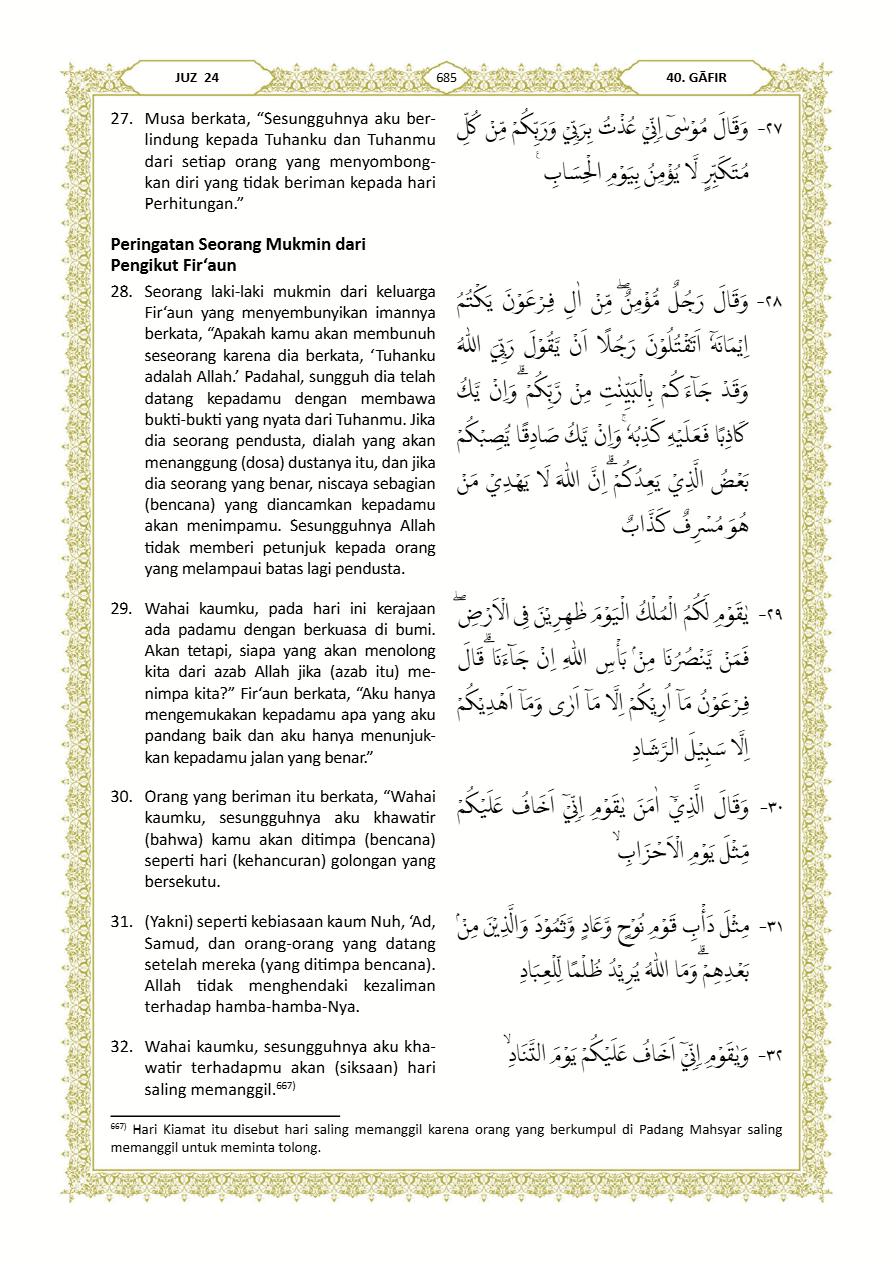 JUZ 24
685
40. GĀFIR
27. Musa berkata, “Sesungguhnya aku ber-
lindung kepada Tuhanku dan Tuhanmu
dari setiap orang yang menyombong-
kan diri yang tidak beriman kepada hari
Perhitungan.”
٢٧- وَقَالَ مُوْسٰىٓ اِنِّيْ عُذْتُ بِرَبِّيْ وَرَبِّكُمْ مِّنْ كُلِّ
مُتَكَبِّرٍ لَّا يُؤْمِنُ بِيَوْمِ الْحِسَابِ ࣖ
Peringatan Seorang Mukmin dari
Pengikut Fir‘aun
28. Seorang laki-laki mukmin dari keluarga
Fir‘aun yang menyembunyikan imannya
berkata, “Apakah kamu akan membunuh
seseorang karena dia berkata, ‘Tuhanku
adalah Allah.’ Padahal, sungguh dia telah
datang kepadamu dengan membawa
bukti-bukti yang nyata dari Tuhanmu. Jika
dia seorang pendusta, dialah yang akan
menanggung (dosa) dustanya itu, dan jika
dia seorang yang benar, niscaya sebagian
(bencana) yang diancamkan kepadamu
akan menimpamu. Sesungguhnya Allah
tidak memberi petunjuk kepada orang
yang melampaui batas lagi pendusta.
٢٨- وَقَالَ رَجُلٌ مُّؤْمِنٌۖ مِّنْ اٰلِ فِرْعَوْنَ يَكْتُمُ
اِيْمَانَهٗٓ اَتَقْتُلُوْنَ رَجُلًا اَنْ يَّقُوْلَ رَبِّيَ اللّٰهُ
وَقَدْ جَاۤءَكُمْ بِالْبَيِّنٰتِ مِنْ رَّبِّكُمْۗ وَاِنْ يَّكُ
كَاذِبًا فَعَلَيْهِ كَذِبُهٗ ۚوَاِنْ يَّكُ صَادِقًا يُّصِبْكُمْ
بَعْضُ الَّذِيْ يَعِدُكُمْۗ اِنَّ اللّٰهَ لَا يَهْدِيْ مَنْ
هُوَ مُسْرِفٌ كَذَّابٌ
29. Wahai kaumku, pada hari ini kerajaan
ada padamu dengan berkuasa di bumi.
Akan tetapi, siapa yang akan menolong
kita dari azab Allah jika (azab itu) me-
nimpa kita?” Fir‘aun berkata, “Aku hanya
mengemukakan kepadamu apa yang aku
pandang baik dan aku hanya menunjuk-
kan kepadamu jalan yang benar.”
٢٩- يٰقَوْمِ لَكُمُ الْمُلْكُ الْيَوْمَ ظٰهِرِيْنَ فِى الْاَرْضِۖ
فَمَنْ يَّنْصُرُنَا مِنْۢ بَأْسِ اللّٰهِ اِنْ جَاۤءَنَاۗ قَالَ
فِرْعَوْنُ مَآ اُرِيْكُمْ اِلَّا مَآ اَرٰى وَمَآ اَهْدِيْكُمْ
اِلَّا سَبِيْلَ الرَّشَادِ
30. Orang yang beriman itu berkata, “Wahai
kaumku, sesungguhnya aku khawatir
(bahwa) kamu akan ditimpa (bencana)
seperti hari (kehancuran) golongan yang
bersekutu.
٣٠- وَقَالَ الَّذِيْٓ اٰمَنَ يٰقَوْمِ اِنِّيْٓ اَخَافُ عَلَيْكُمْ
مِّثْلَ يَوْمِ الْاَحْزَابِۙ
31. (Yakni) seperti kebiasaan kaum Nuh, ‘Ad,
Samud, dan orang-orang yang datang
setelah mereka (yang ditimpa bencana).
Allah tidak menghendaki kezaliman
terhadap hamba-hamba-Nya.
٣١- مِثْلَ دَأْبِ قَوْمِ نُوْحٍ وَّعَادٍ وَّثَمُوْدَ وَالَّذِيْنَ مِنْۢ
بَعْدِهِمْۗ وَمَا اللّٰهُ يُرِيْدُ ظُلْمًا لِّلْعِبَادِ
32. Wahai kaumku, sesungguhnya aku kha-
watir terhadapmu akan (siksaan) hari
saling memanggil.⁶⁶⁷⁾
٣٢- وَيٰقَوْمِ اِنِّيْٓ اَخَافُ عَلَيْكُمْ يَوْمَ التَّنَادِۙ
⁶⁶⁷⁾ Hari Kiamat itu disebut hari saling memanggil karena orang yang berkumpul di Padang Mahsyar saling
memanggil untuk meminta tolong.